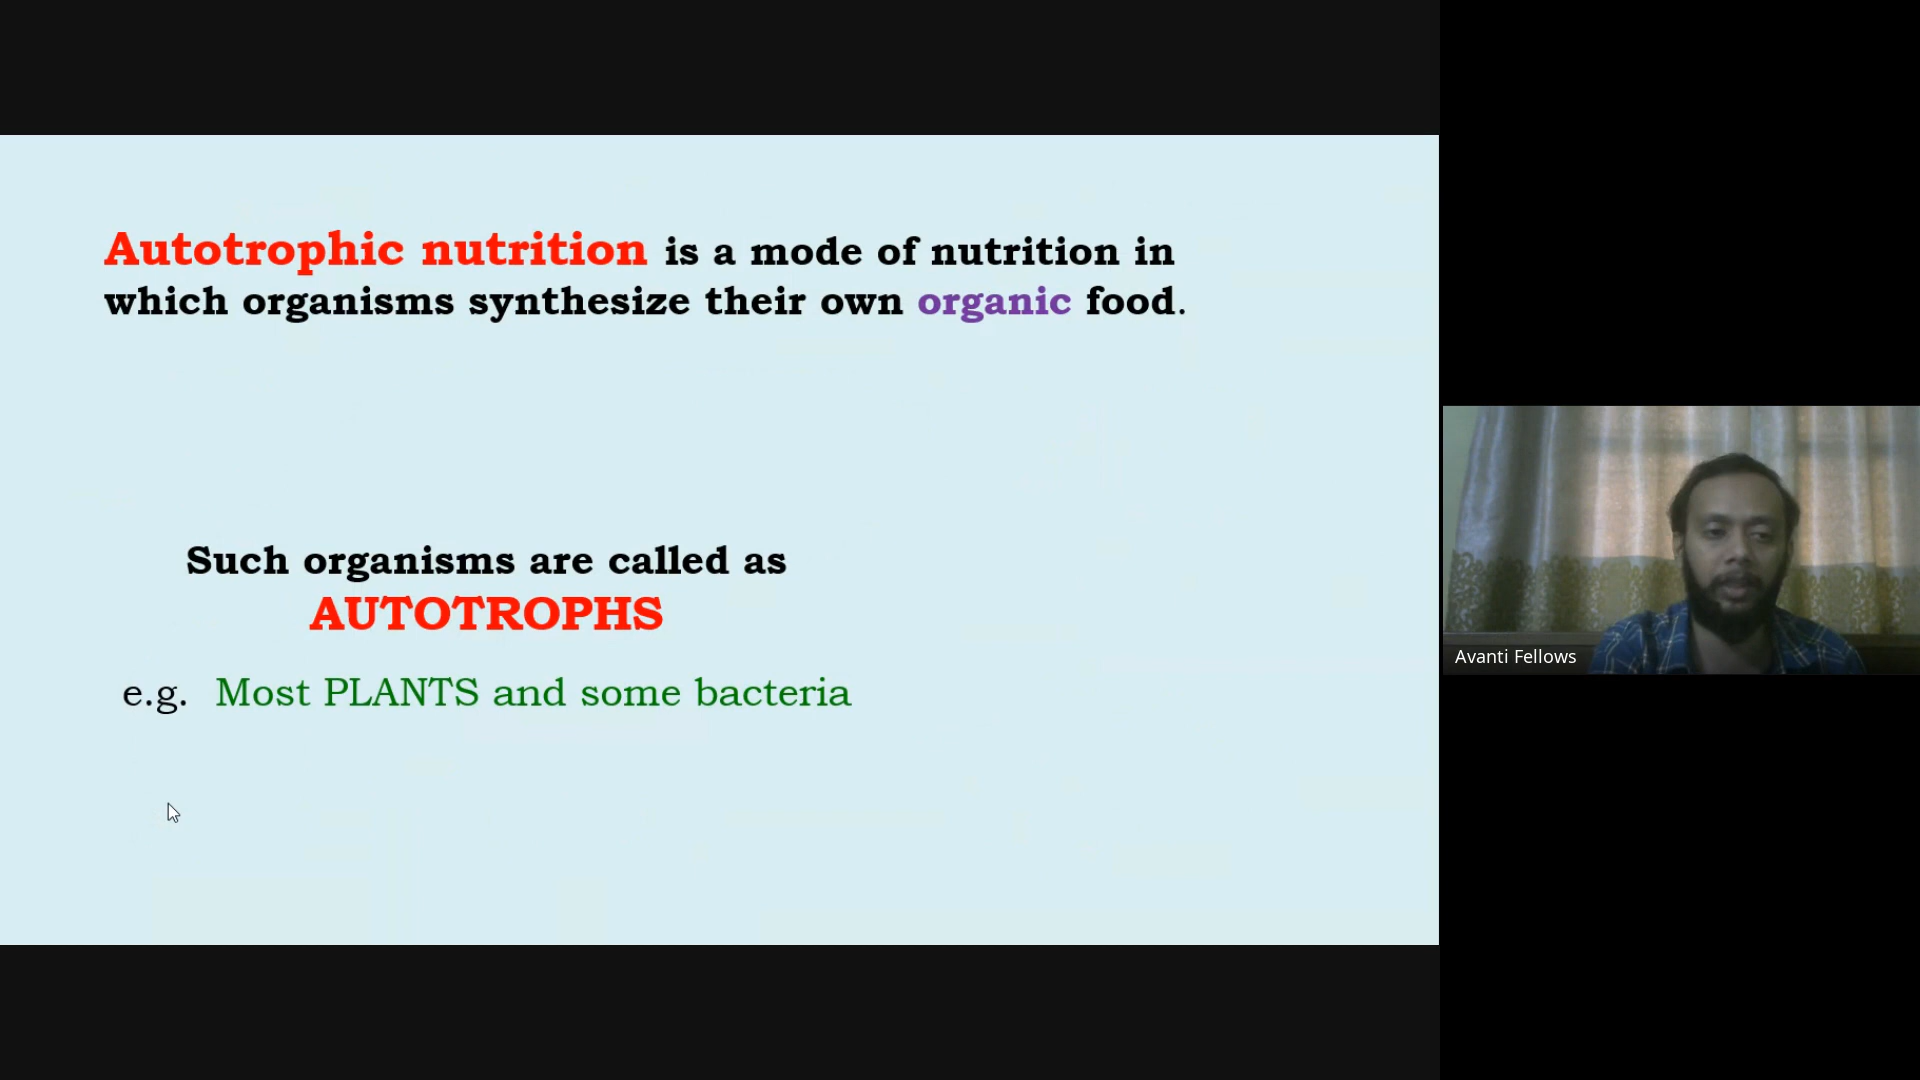 Autotrophic nutrition is a mode of nutrition in
which organisms synthesize their own organic food.
Such organisms are called as
AUTOTROPHS
e.g. Most PLANTS and some bacteria
Avanti Fellows